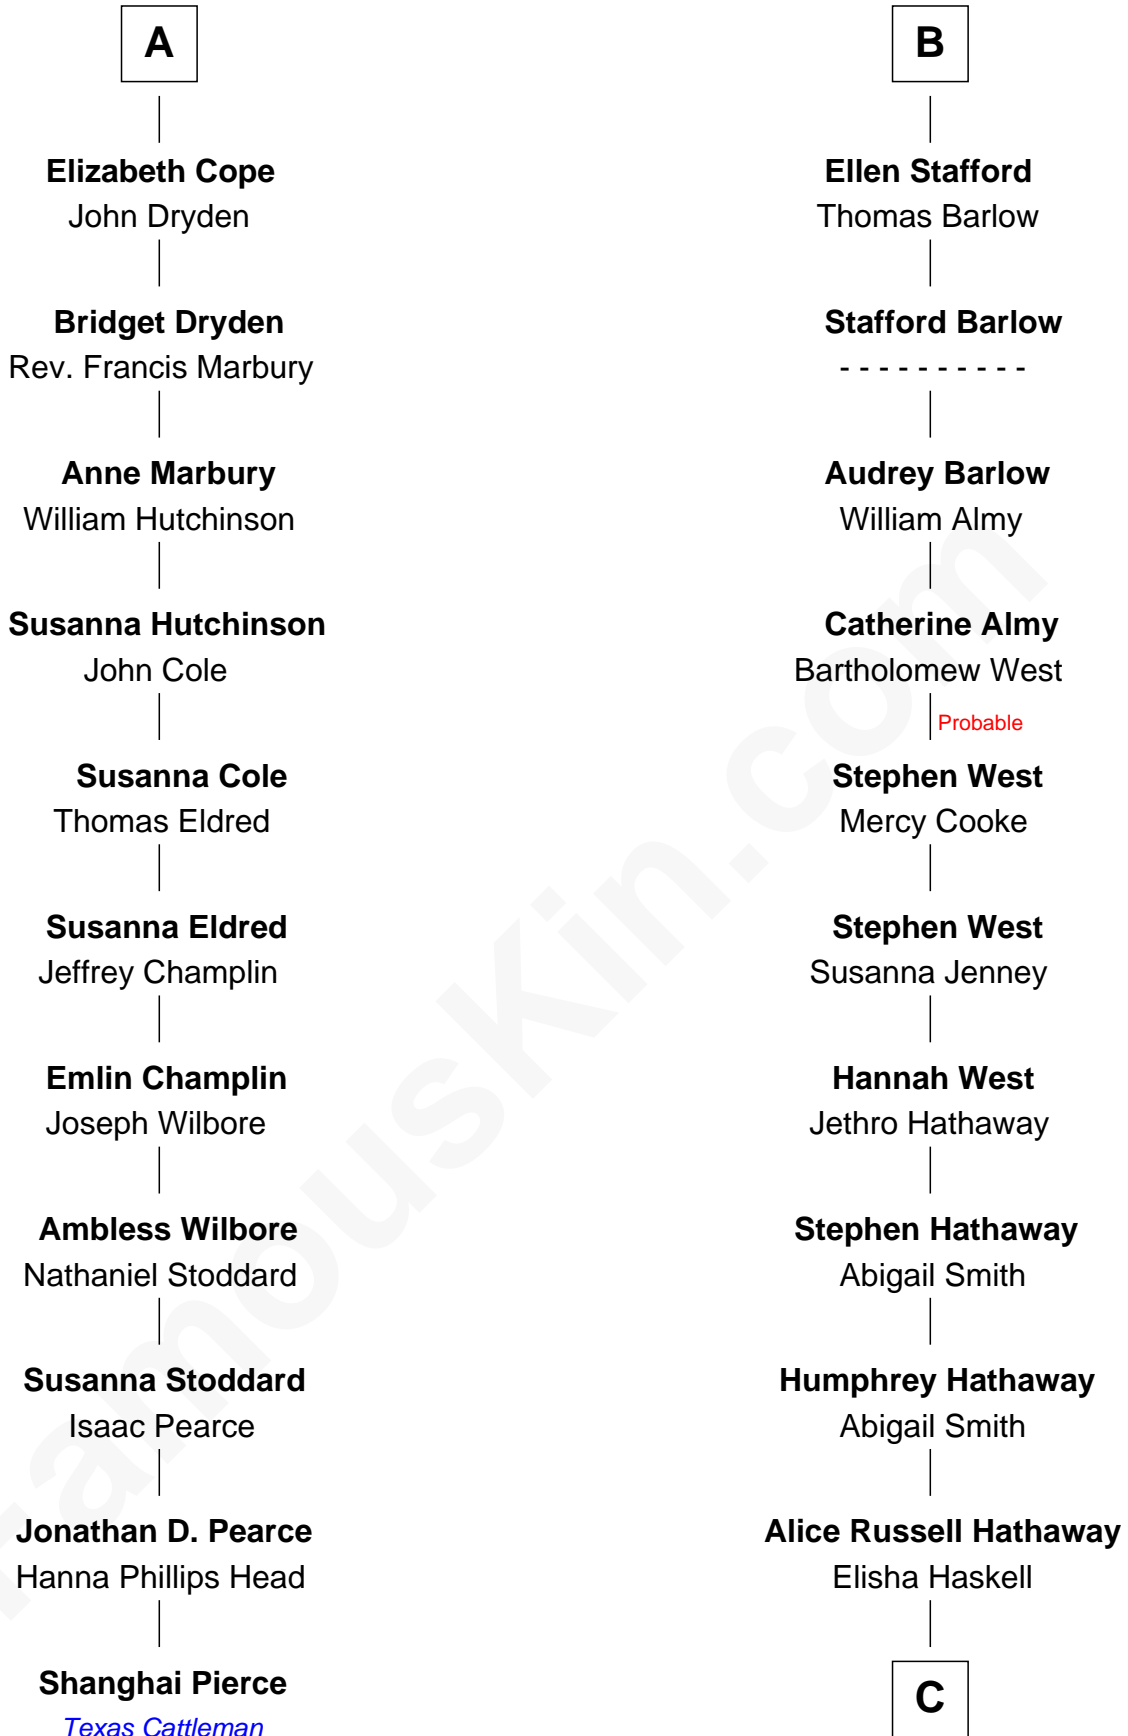 A
Elizabeth Cope
John Dryden
Bridget Dryden
Rev. Francis Marbury
Anne Marbury
William Hutchinson
Susanna Hutchinson
John Cole
Susanna Cole
Thomas Eldred
Susanna Eldred
Jeffrey Champlin
Emlin Champlin
Joseph Wilbore
Ambless Wilbore
Nathaniel Stoddard
Susanna Stoddard
Isaac Pearce
Jonathan D. Pearce
Hanna Phillips Head
Shanghai Pierce
Texas Cattleman
B
Ellen Stafford
Thomas Barlow
Stafford Barlow
- - - - - - - - - -
Audrey Barlow
William Almy
Catherine Almy
Bartholomew West
Probable
Stephen West
Mercy Cooke
Stephen West
Susanna Jenney
Hannah West
Jethro Hathaway
Stephen Hathaway
Abigail Smith
Humphrey Hathaway
Abigail Smith
Alice Russell Hathaway
Elisha Haskell
C
FamousKin.com